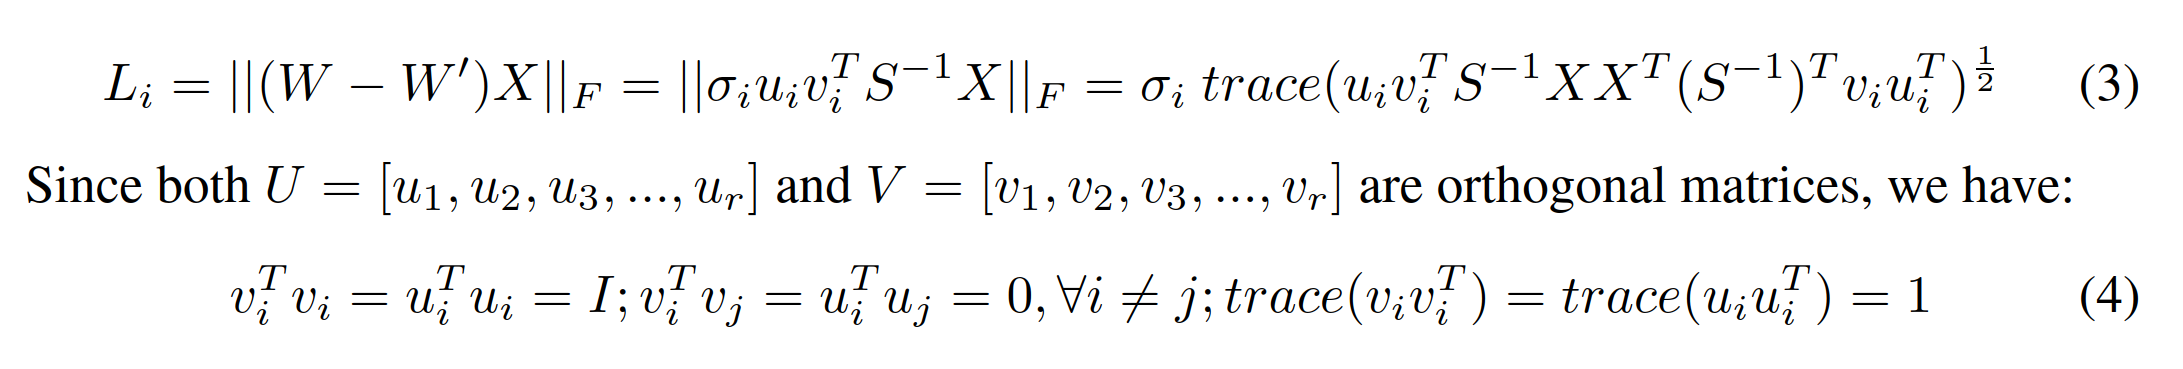 L_i = ||(W − W′)X||_F = ||σ_i u_i v_i^T S^{−1} X||_F = σ_i trace(u_i v_i^T S^{−1} X X^T (S^{−1})^T v_i u_i^T)^{1/2} (3)
Since both U = [u_1, u_2, u_3, ..., u_r] and V = [v_1, v_2, v_3, ..., v_r] are orthogonal matrices, we have:
v_i^T v_i = u_i^T u_i = I; v_i^T v_j = u_i^T u_j = 0, ∀i ≠ j; trace(v_i v_i^T) = trace(u_i u_i^T) = 1 (4)